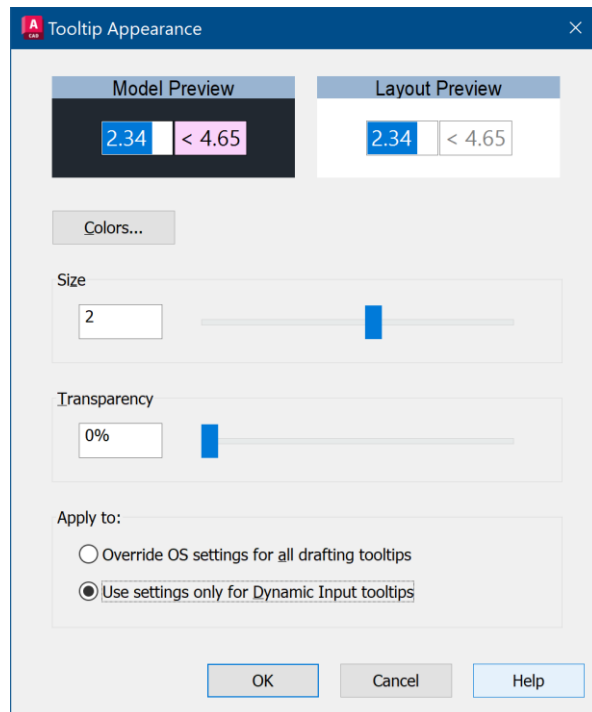 A
CAD
Tooltip Appearance
Model Preview
Layout Preview
2.34 < 4.65
2.34 < 4.65
Colors...
Size
2
Transparency
0%
Apply to:
Override OS settings for all drafting tooltips
Use settings only for Dynamic Input tooltips
OK Cancel Help